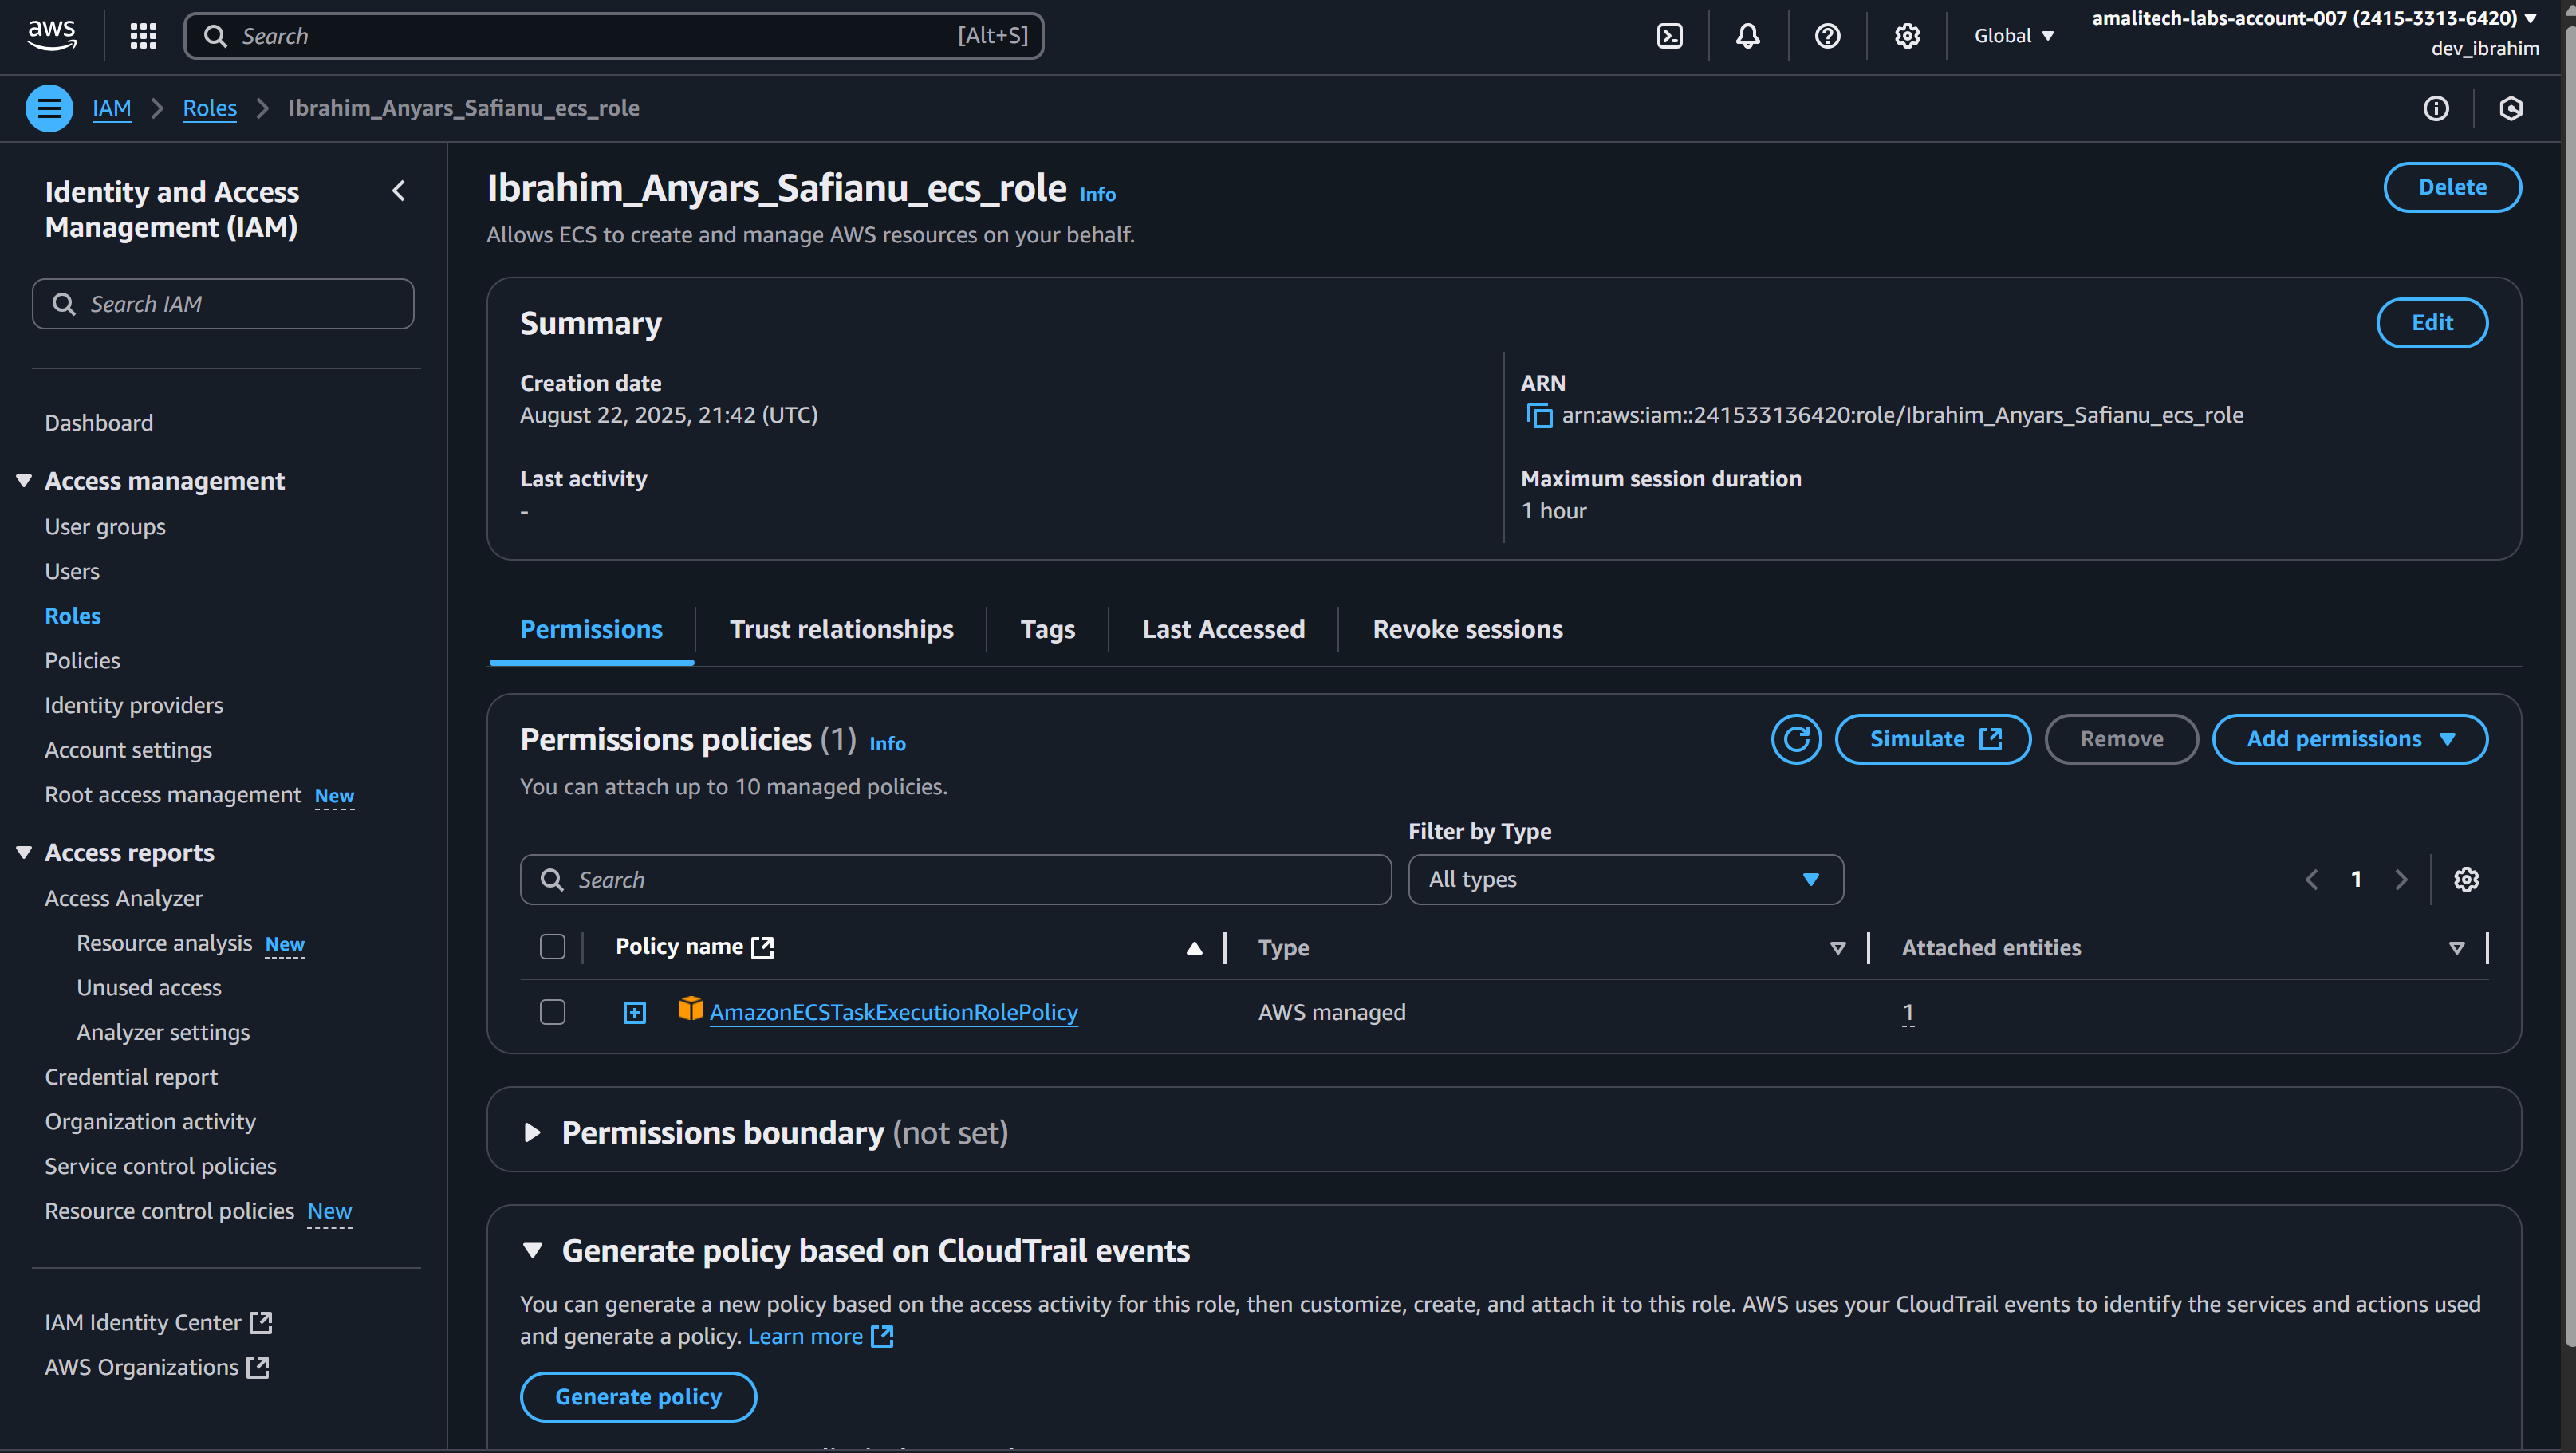 aws
Search
[Alt+S]
Global
amalitech-labs-account-007 (2415-3313-6420)
dev_ibrahim
IAM
Roles
Ibrahim_Anyars_Safianu_ecs_role
Identity and Access
Management (IAM)
Search IAM
Dashboard
Access management
User groups
Users
Roles
Policies
Identity providers
Account settings
Root access management New
Access reports
Access Analyzer
Resource analysis New
Unused access
Analyzer settings
Credential report
Organization activity
Service control policies
Resource control policies New
IAM Identity Center
AWS Organizations
Ibrahim_Anyars_Safianu_ecs_role Info
Delete
Allows ECS to create and manage AWS resources on your behalf.
Summary
Edit
Creation date
August 22, 2025, 21:42 (UTC)
Last activity
-
ARN
arn:aws:iam::241533136420:role/Ibrahim_Anyars_Safianu_ecs_role
Maximum session duration
1 hour
Permissions
Trust relationships
Tags
Last Accessed
Revoke sessions
Permissions policies (1) Info
Simulate
Remove
Add permissions
You can attach up to 10 managed policies.
Filter by Type
Search
All types
1
Policy name
Type
Attached entities
AmazonECSTaskExecutionRolePolicy
AWS managed
1
Permissions boundary (not set)
Generate policy based on CloudTrail events
You can generate a new policy based on the access activity for this role, then customize, create, and attach it to this role. AWS uses your CloudTrail events to identify the services and actions used
and generate a policy. Learn more
Generate policy